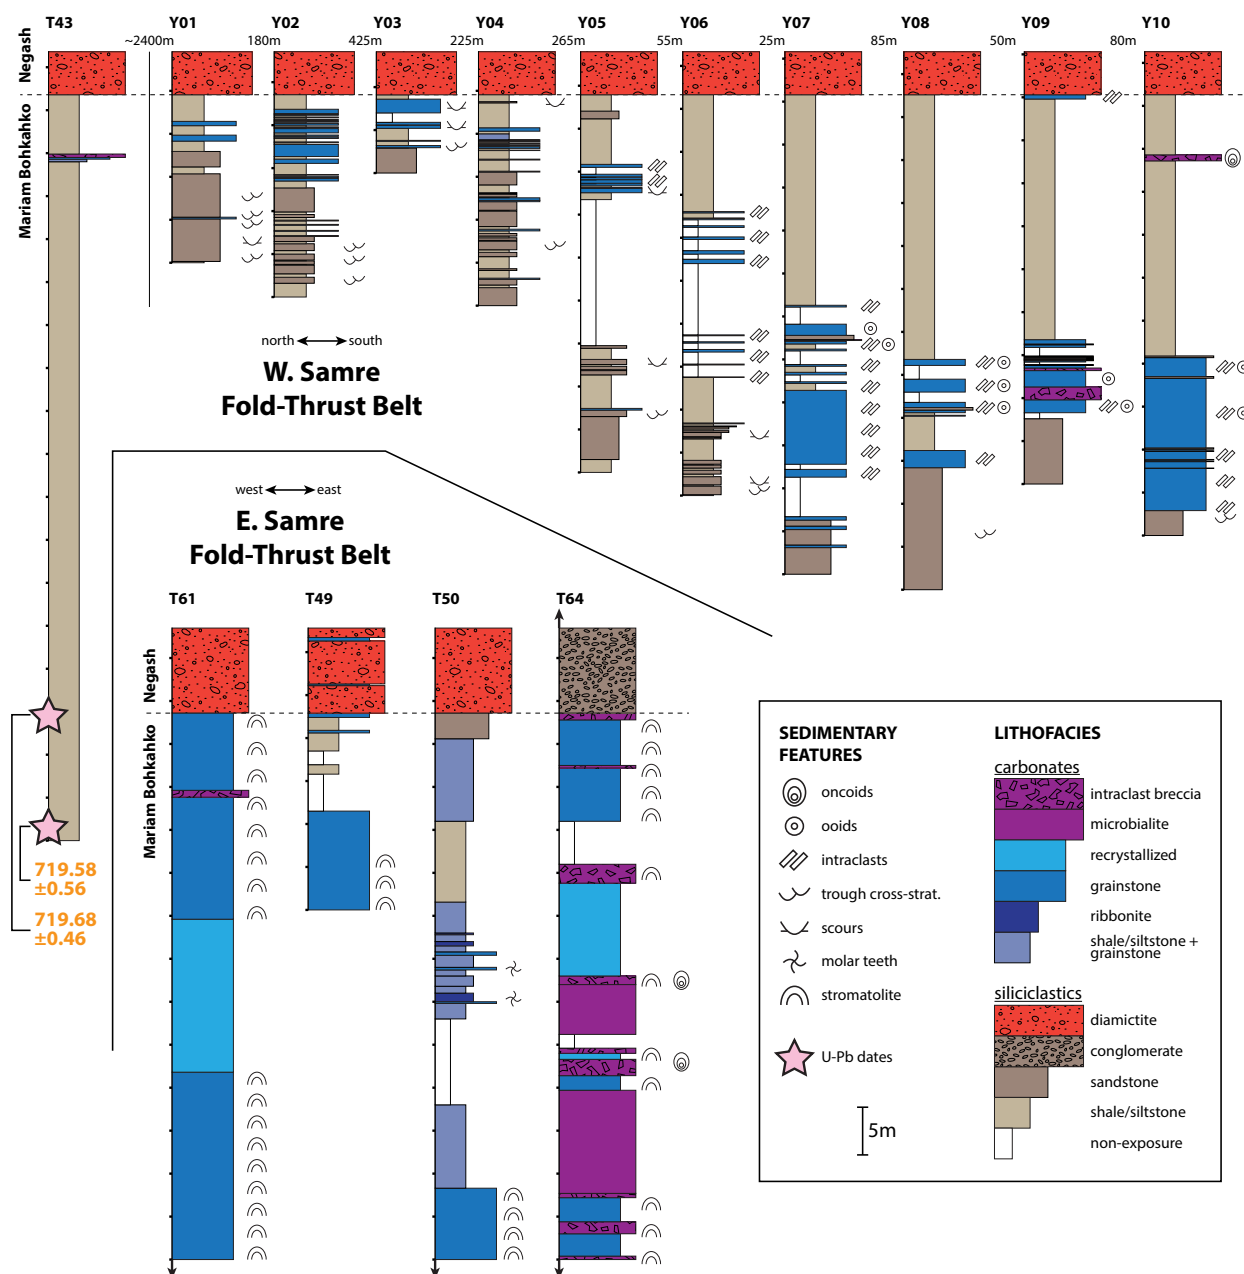 T43 Y01 Y02 Y03 Y04 Y05 Y06 Y07 Y08 Y09 Y10
~2400m 180m 425m 225m 265m 55m 25m 85m 50m 80m
Negash
Mariam Bohkahko
north south
W. Samre
Fold-Thrust Belt
west east
E. Samre
Fold-Thrust Belt
T61 T49 T50 T64
Negash
Mariam Bohkahko
719.58
±0.56
719.68
±0.46
SEDIMENTARY
FEATURES
oncoids
ooids
intraclasts
trough cross-strat.
scours
molar teeth
stromatolite
U-Pb dates
5m
LITHOFACIES
carbonates
intraclast breccia
microbialite
recrystallized
grainstone
ribbonite
shale/siltstone +
grainstone
siliciclastics
diamictite
conglomerate
sandstone
shale/siltstone
non-exposure